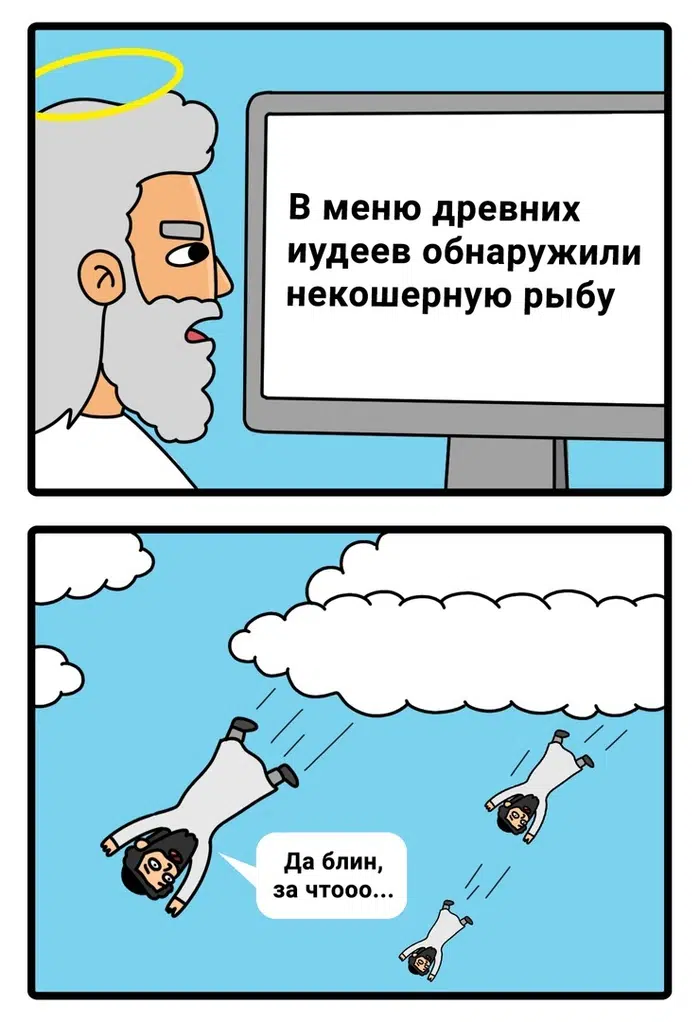 В меню древних
иудеев обнаружили
некошерную рыбу
Да блин,
за чтооо...